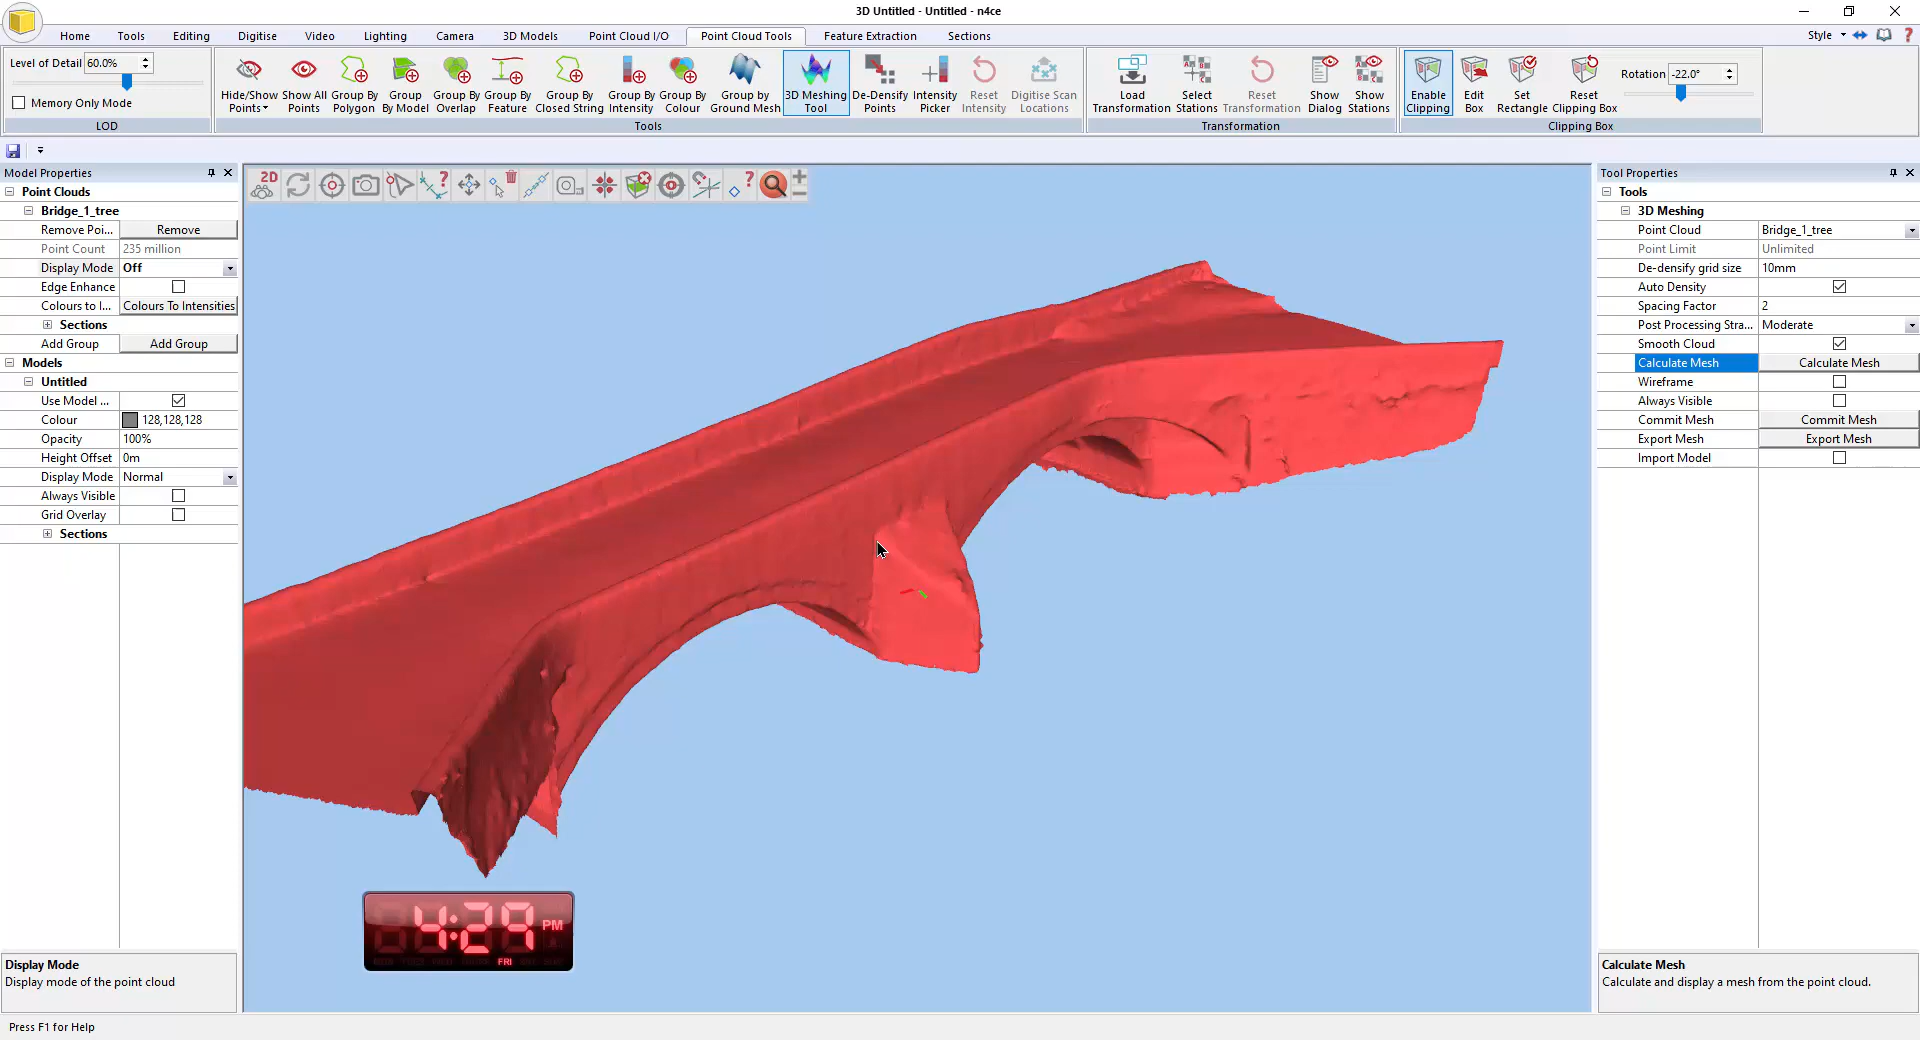 3D Untitled - Untitled - n4ce
Home Tools Editing Digitise Video Lighting Camera 3D Models Point Cloud I/O Point Cloud Tools Feature Extraction Sections Style
Level of Detail 60.0%
Memory Only Mode
LOD
Hide/Show Points
Show All Points
Group By Polygon
Group By Model
Group By Overlap
Group By Feature
Group By Closed String
Group By Intensity
Group By Colour
Group by Ground Mesh
3D Meshing Tool
De-Densify Points
Intensity Picker
Reset Intensity
Digitise Scan Locations
Tools
Load Transformation
Select Stations
Reset Transformation
Show Dialog
Show Stations
Transformation
Enable Clipping
Edit Box
Set Rectangle
Reset Clipping Box
Rotation -22.0°
Clipping Box
Model Properties
Point Clouds
Bridge_1_tree
Remove Poi... Remove
Point Count 235 million
Display Mode Off
Edge Enhance
Colours to I... Colours To Intensities
Sections
Add Group Add Group
Models
Untitled
Use Model ...
Colour 128,128,128
Opacity 100%
Height Offset 0m
Display Mode Normal
Always Visible
Grid Overlay
Sections
Display Mode
Display mode of the point cloud
2D
4:29 PM
FRI
Tool Properties
Tools
3D Meshing
Point Cloud Bridge_1_tree
Point Limit Unlimited
De-densify grid size 10mm
Auto Density
Spacing Factor 2
Post Processing Stra... Moderate
Smooth Cloud
Calculate Mesh Calculate Mesh
Wireframe
Always Visible
Commit Mesh Commit Mesh
Export Mesh Export Mesh
Import Model
Calculate Mesh
Calculate and display a mesh from the point cloud.
Press F1 for Help